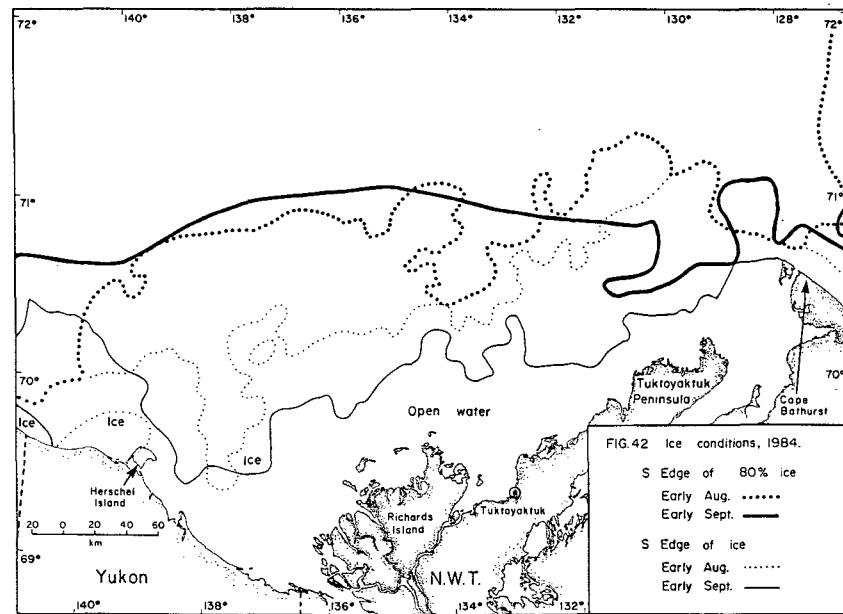 72° 140° 138° 136° 134° 132° 130° 128° 72°
71° 71°
70° 70°
Tuktoyaktuk
Peninsula
Cape
Bathurst
Open water
Ice
Ice
Ice
Herschel
Island
Richards
Island
Tuktoyaktuk
20 0 20 40 60
km
69°
Yukon
N.W.T.
140° 138° 136° 134° 132°
FIG.42 Ice conditions, 1984.
S Edge of 80% ice
Early Aug.
Early Sept.
S Edge of ice
Early Aug.
Early Sept.